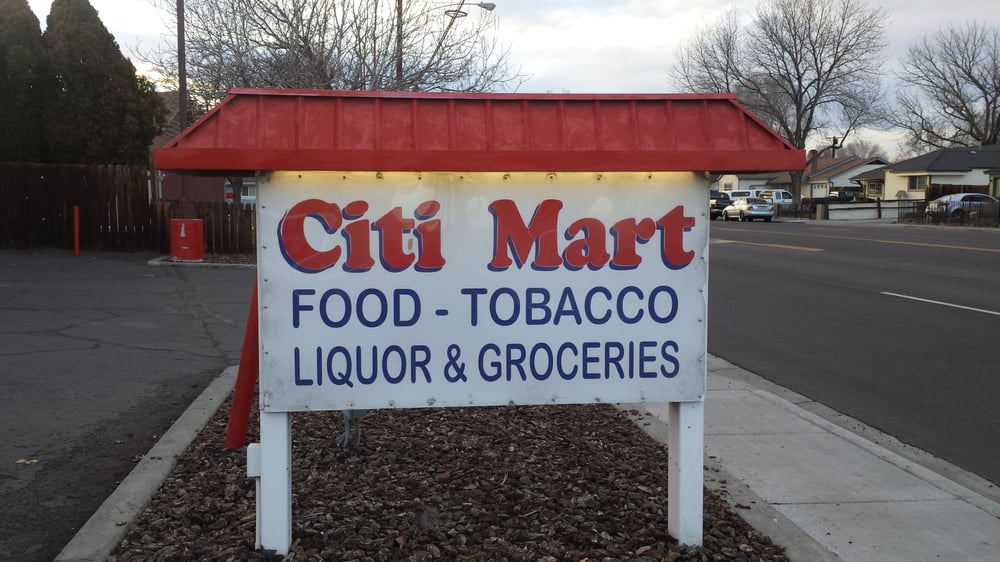 Citi Mart
FOOD - TOBACCO
LIQUOR & GROCERIES